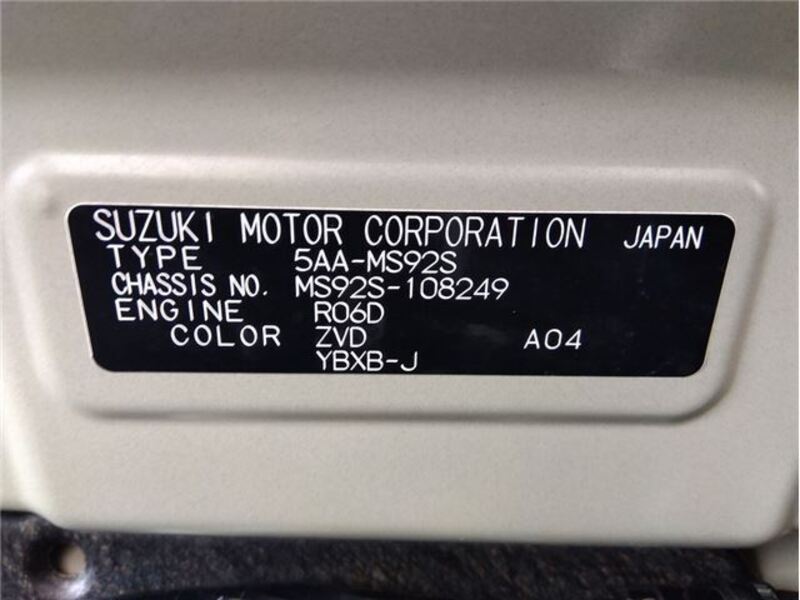 SUZUKI MOTOR CORPORATION JAPAN
TYPE 5AA-MS92S
CHASSIS NO. MS92S-108249
ENGINE R06D
COLOR ZVD A04
YBXB-J